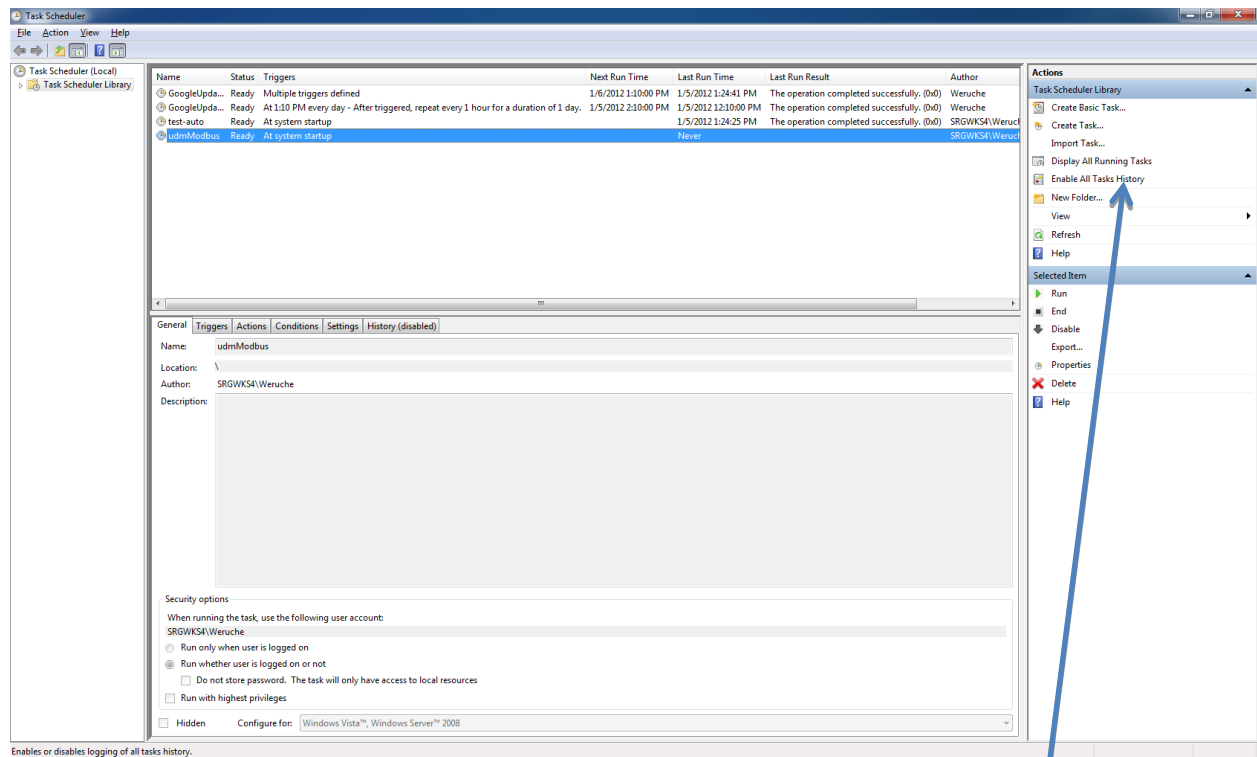 Task Scheduler
File Action View Help
Task Scheduler (Local)
Task Scheduler Library
Name Status Triggers Next Run Time Last Run Time Last Run Result Author
GoogleUpda... Ready Multiple triggers defined 1/6/2012 1:10:00 PM 1/5/2012 1:24:41 PM The operation completed successfully. (0x0) Weruche
GoogleUpda... Ready At 1:10 PM every day - After triggered, repeat every 1 hour for a duration of 1 day. 1/5/2012 2:10:00 PM 1/5/2012 12:10:00 PM The operation completed successfully. (0x0) Weruche
test-auto Ready At system startup 1/5/2012 1:24:25 PM The operation completed successfully. (0x0) SRGWKS4\Weruch
udmModbus Ready At system startup Never SRGWKS4\Weruch
General Triggers Actions Conditions Settings History (disabled)
Name: udmModbus
Location: \
Author: SRGWKS4\Weruche
Description:
Security options
When running the task, use the following user account:
SRGWKS4\Weruche
Run only when user is logged on
Run whether user is logged on or not
Do not store password. The task will only have access to local resources
Run with highest privileges
Hidden Configure for: Windows Vista™, Windows Server™ 2008
Actions
Task Scheduler Library
Create Basic Task...
Create Task...
Import Task...
Display All Running Tasks
Enable All Tasks History
New Folder...
View
Refresh
Help
Selected Item
Run
End
Disable
Export...
Properties
Delete
Help
Enables or disables logging of all tasks history.